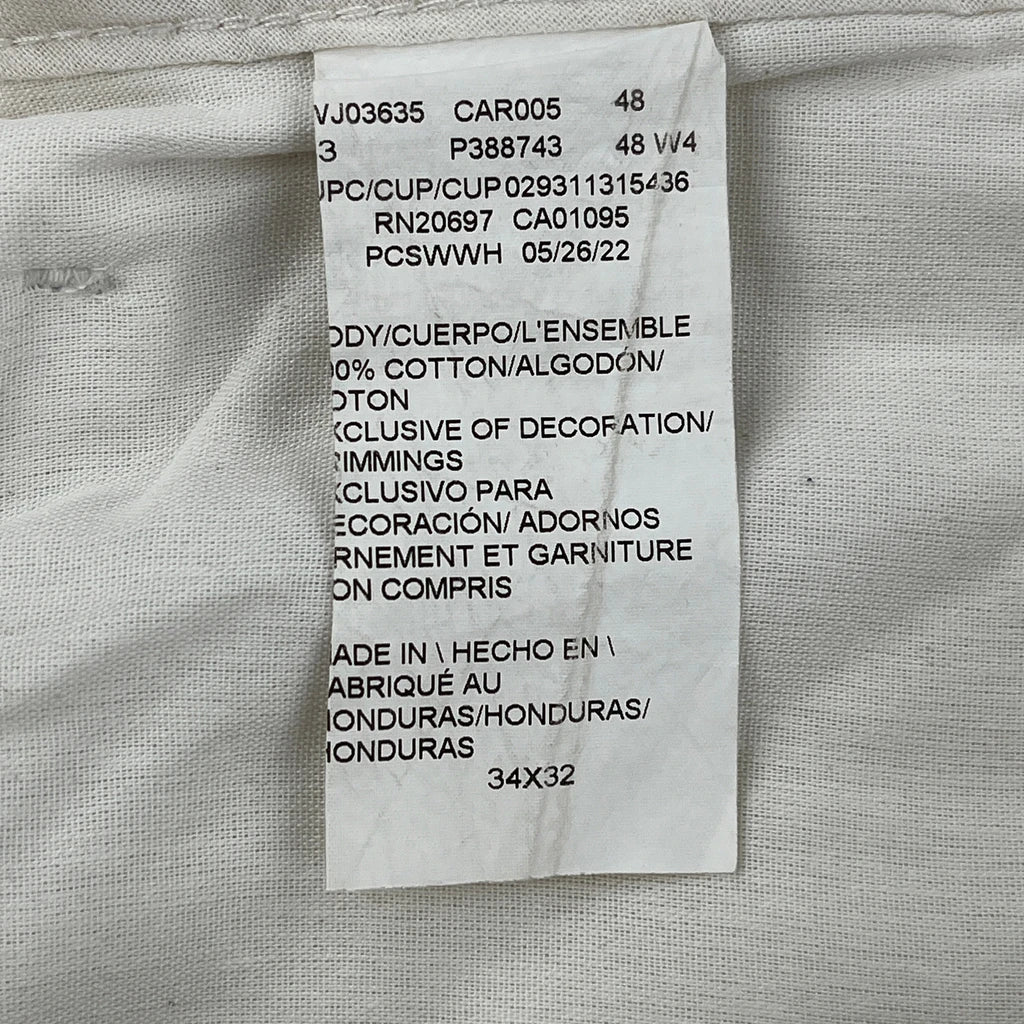 VJ03635 CAR005 48
3 P388743 48 W4
UPC/CUP/CUP 029311315436
RN20697 CA01095
PCSWWH 05/26/22
ODY/CUERPO/L'ENSEMBLE
00% COTTON/ALGODÓN/
OTON
XCLUSIVE OF DECORATION/
RIMMINGS
XCLUSIVO PARA
ECORACIÓN/ ADORNOS
RNEMENT ET GARNITURE
ON COMPRIS
ADE IN \ HECHO EN \
ABRIQUÉ AU
HONDURAS/HONDURAS/
HONDURAS
34X32